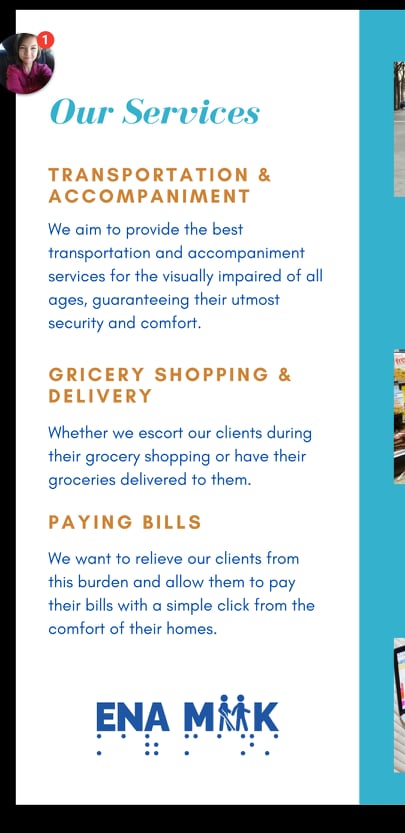 1
Our Services
TRANSPORTATION &
ACCOMPANIMENT
We aim to provide the best
transportation and accompaniment
services for the visually impaired of all
ages, guaranteeing their utmost
security and comfort.
GRICERY SHOPPING &
DELIVERY
Whether we escort our clients during
their grocery shopping or have their
groceries delivered to them.
PAYING BILLS
We want to relieve our clients from
this burden and allow them to pay
their bills with a simple click from the
comfort of their homes.
ENA M K